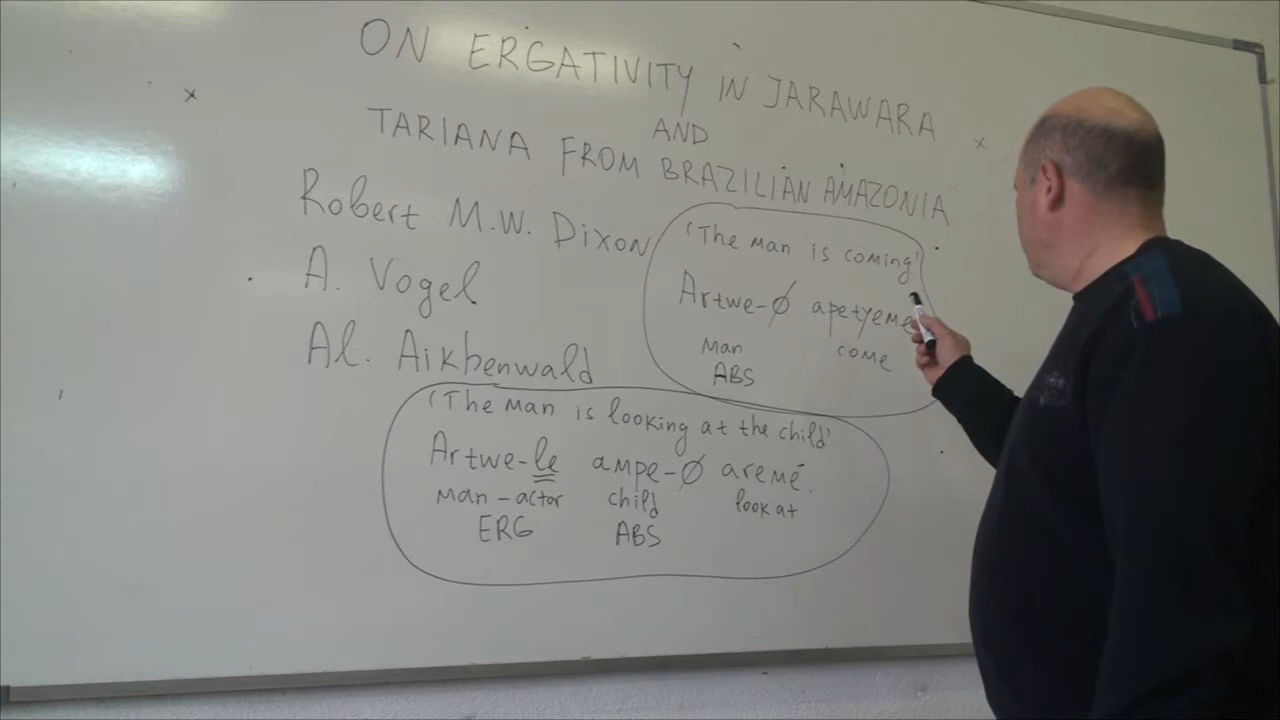 ON ERGATIVITY IN JARAWARA
AND
TARIANA FROM BRAZILIAN AMAZONIA
Robert M.W. Dixon
A. Vogel
Al. Aikhenwald
'The man is coming'
Artwe-Ø apetyeme
man come
ABS
'The man is looking at the child'
Artwe-le ampe-Ø aremé.
man-actor child look at
ERG ABS